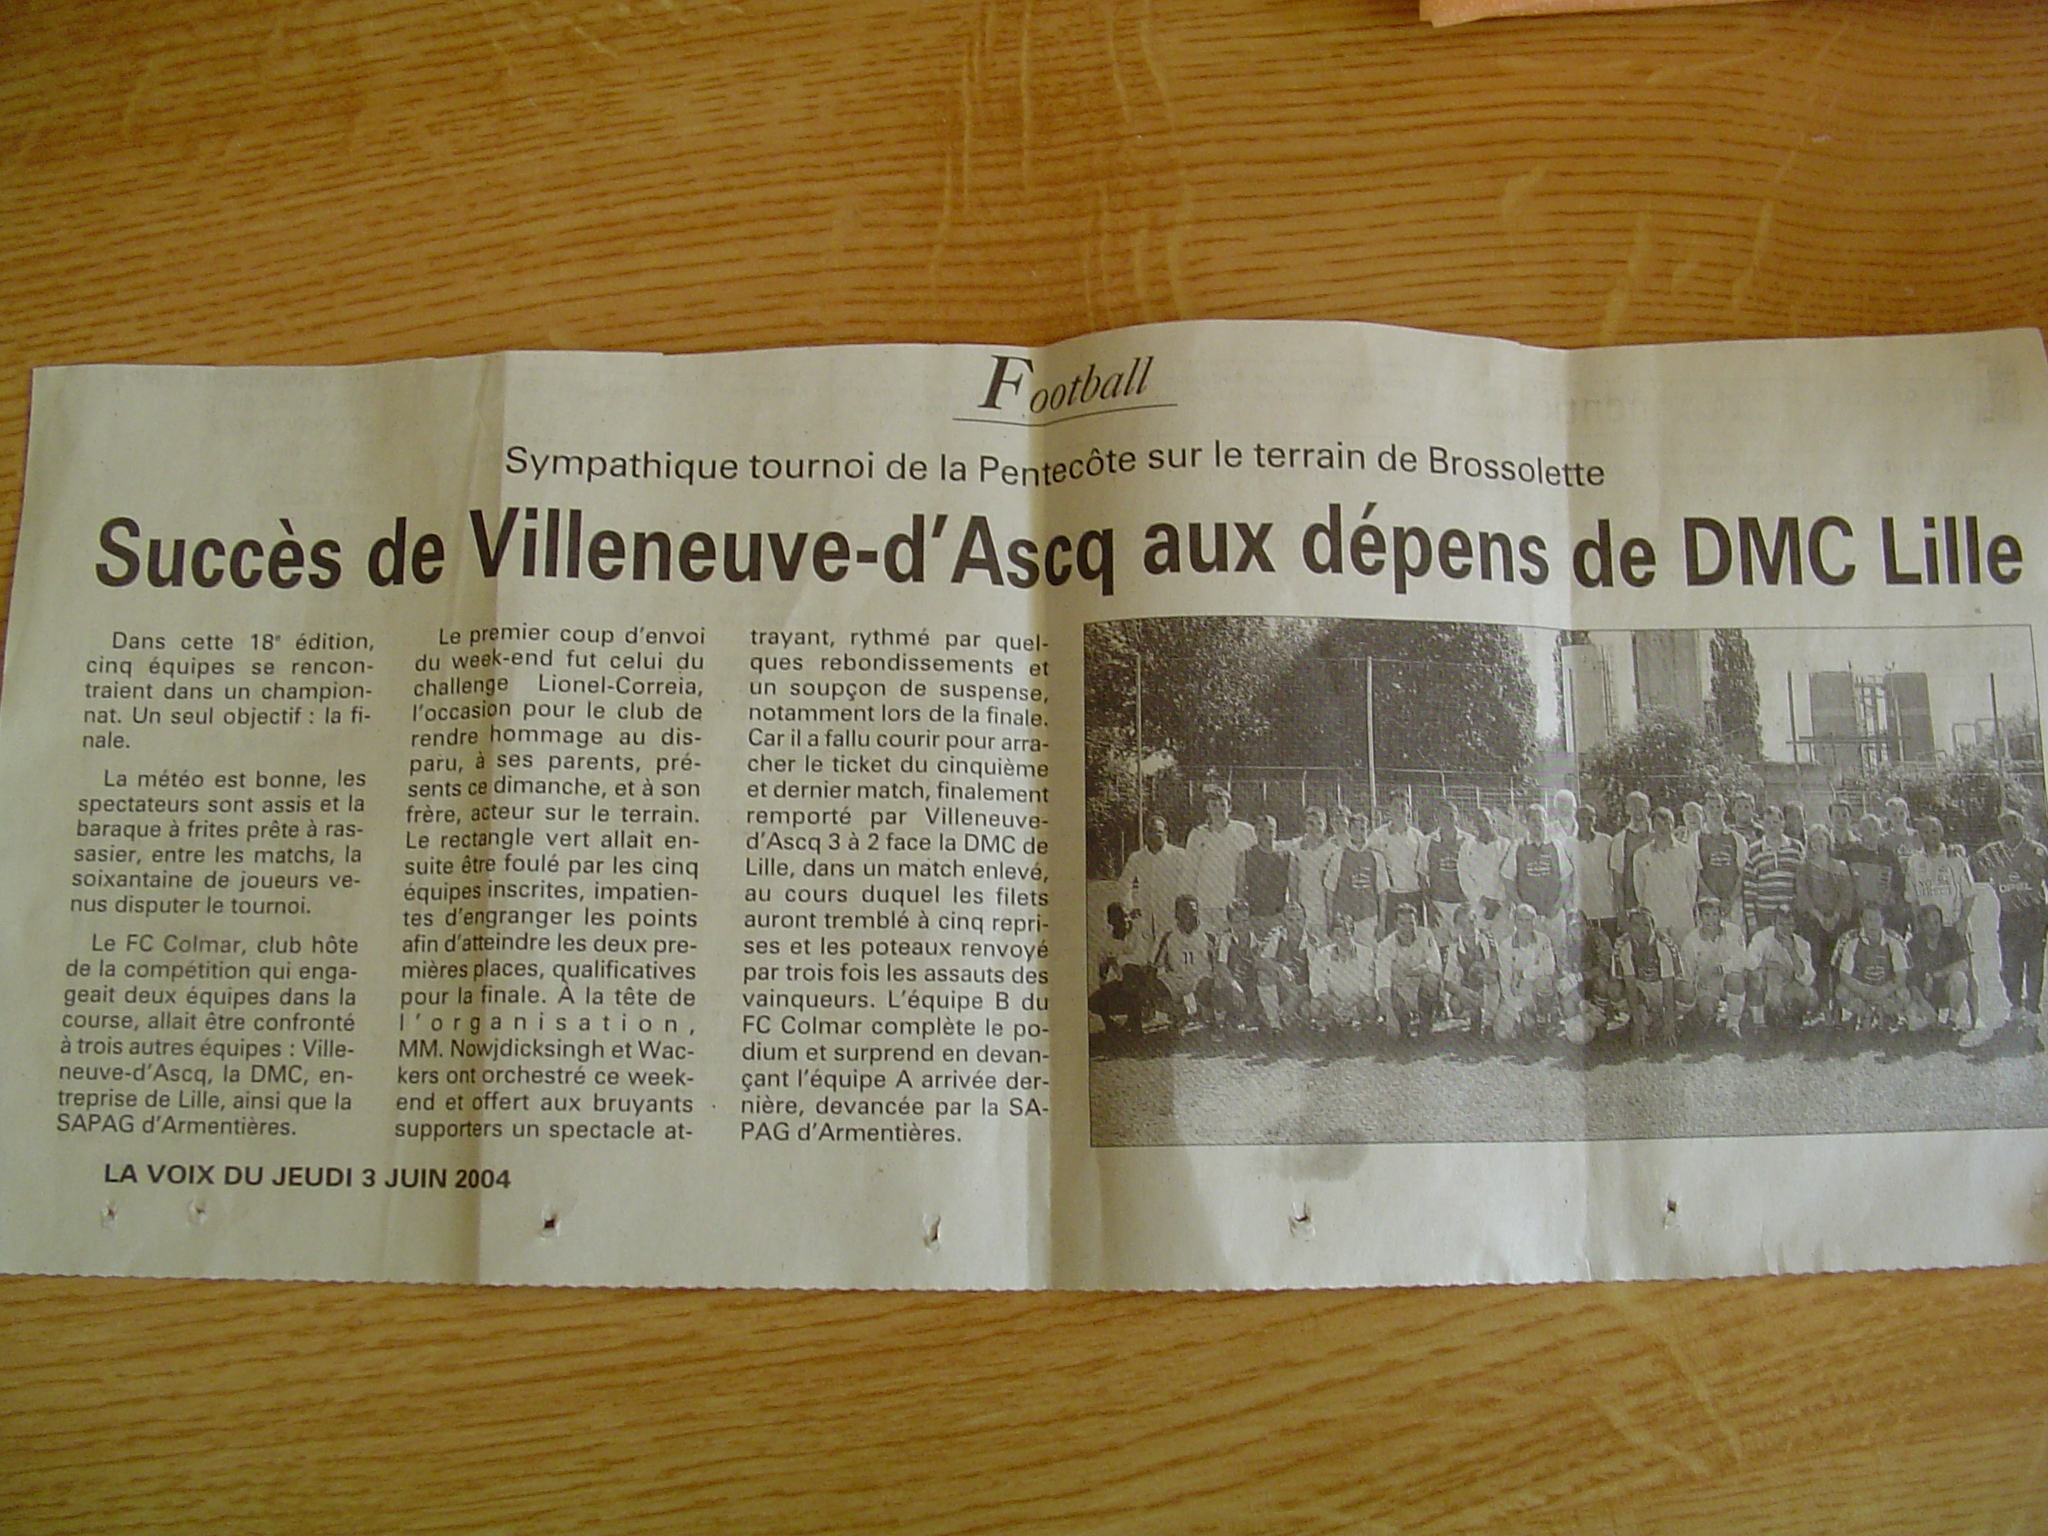 Football
Sympathique tournoi de la Pentecôte sur le terrain de Brossolette
Succès de Villeneuve-d'Ascq aux dépens de DMC Lille
Dans cette 18e édition,
cinq équipes se rencon-
traient dans un champion-
nat. Un seul objectif : la fi-
nale.
La météo est bonne, les
spectateurs sont assis et la
baraque à frites prête à ras-
sasier, entre les matchs, la
soixantaine de joueurs ve-
nus disputer le tournoi.
Le FC Colmar, club hôte
de la compétition qui enga-
geait deux équipes dans la
course, allait être confronté
à trois autres équipes : Ville-
neuve-d'Ascq, la DMC, en-
treprise de Lille, ainsi que la
SAPAG d'Armentières.
Le premier coup d'envoi
du week-end fut celui du
challenge Lionel-Correia,
l'occasion pour le club de
rendre hommage au dis-
paru, à ses parents, pré-
sents ce dimanche, et à son
frère, acteur sur le terrain.
Le rectangle vert allait en-
suite être foulé par les cinq
équipes inscrites, impatien-
tes d'engranger les points
afin d'atteindre les deux pre-
mières places, qualificatives
pour la finale. À la tête de
l'organisation,
MM. Nowjdicksingh et Wac-
kers ont orchestré ce week-
end et offert aux bruyants
supporters un spectacle at-
trayant, rythmé par quel-
ques rebondissements et
un soupçon de suspense,
notamment lors de la finale.
Car il a fallu courir pour arra-
cher le ticket du cinquième
et dernier match, finalement
remporté par Villeneuve-
d'Ascq 3 à 2 face la DMC de
Lille, dans un match enlevé,
au cours duquel les filets
auront tremblé à cinq repri-
ses et les poteaux renvoyé
par trois fois les assauts des
vainqueurs. L'équipe B du
FC Colmar complète le po-
dium et surprend en devan-
çant l'équipe A arrivée der-
nière, devancée par la SA-
PAG d'Armentières.
OPEL
11
LA VOIX DU JEUDI 3 JUIN 2004